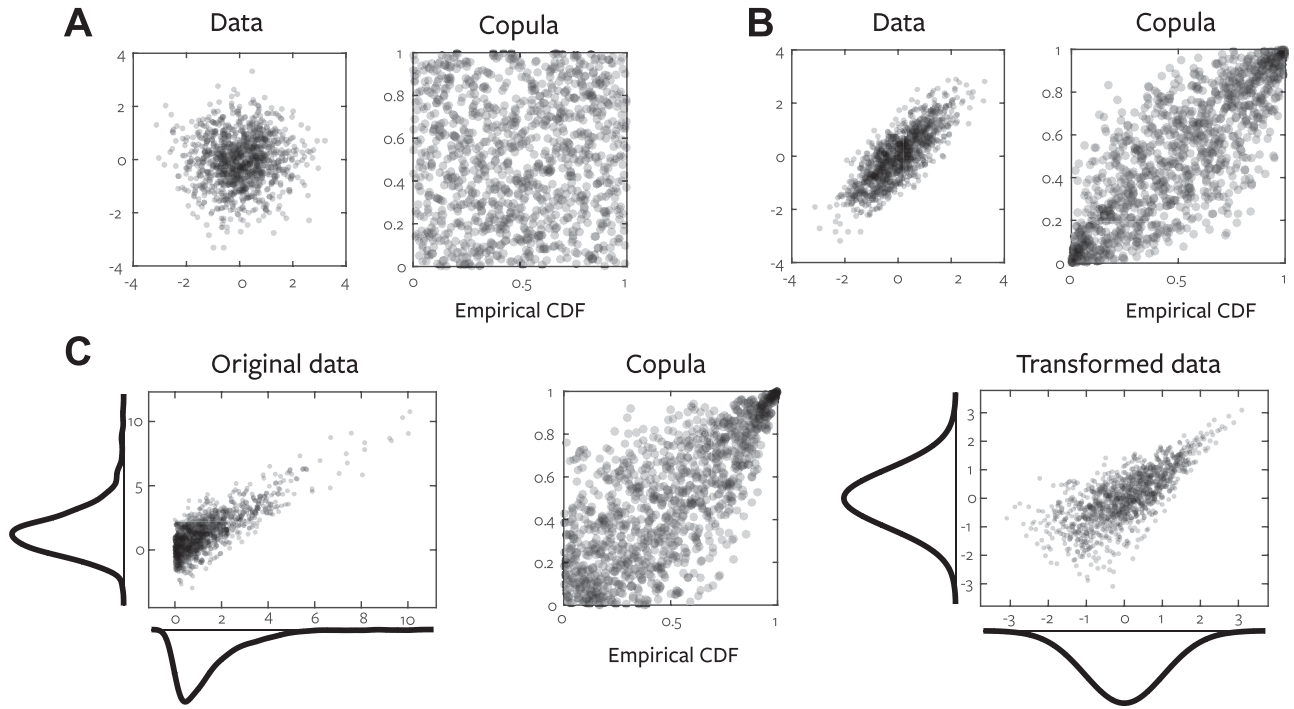 A
Data
4
2
0
-2
-4
-4 -2 0 2 4
Copula
1
0.8
0.6
0.4
0.2
0
0 0.5 1
Empirical CDF
B
Data
4
2
0
-2
-4
-4 -2 0 2 4
Copula
1
0.8
0.6
0.4
0.2
0
0 0.5 1
Empirical CDF
C
Original data
10
5
0
0 2 4 6 8 10
Copula
1
0.8
0.6
0.4
0.2
0
0 0.5 1
Empirical CDF
Transformed data
3
2
1
0
-1
-2
-3
-3 -2 -1 0 1 2 3